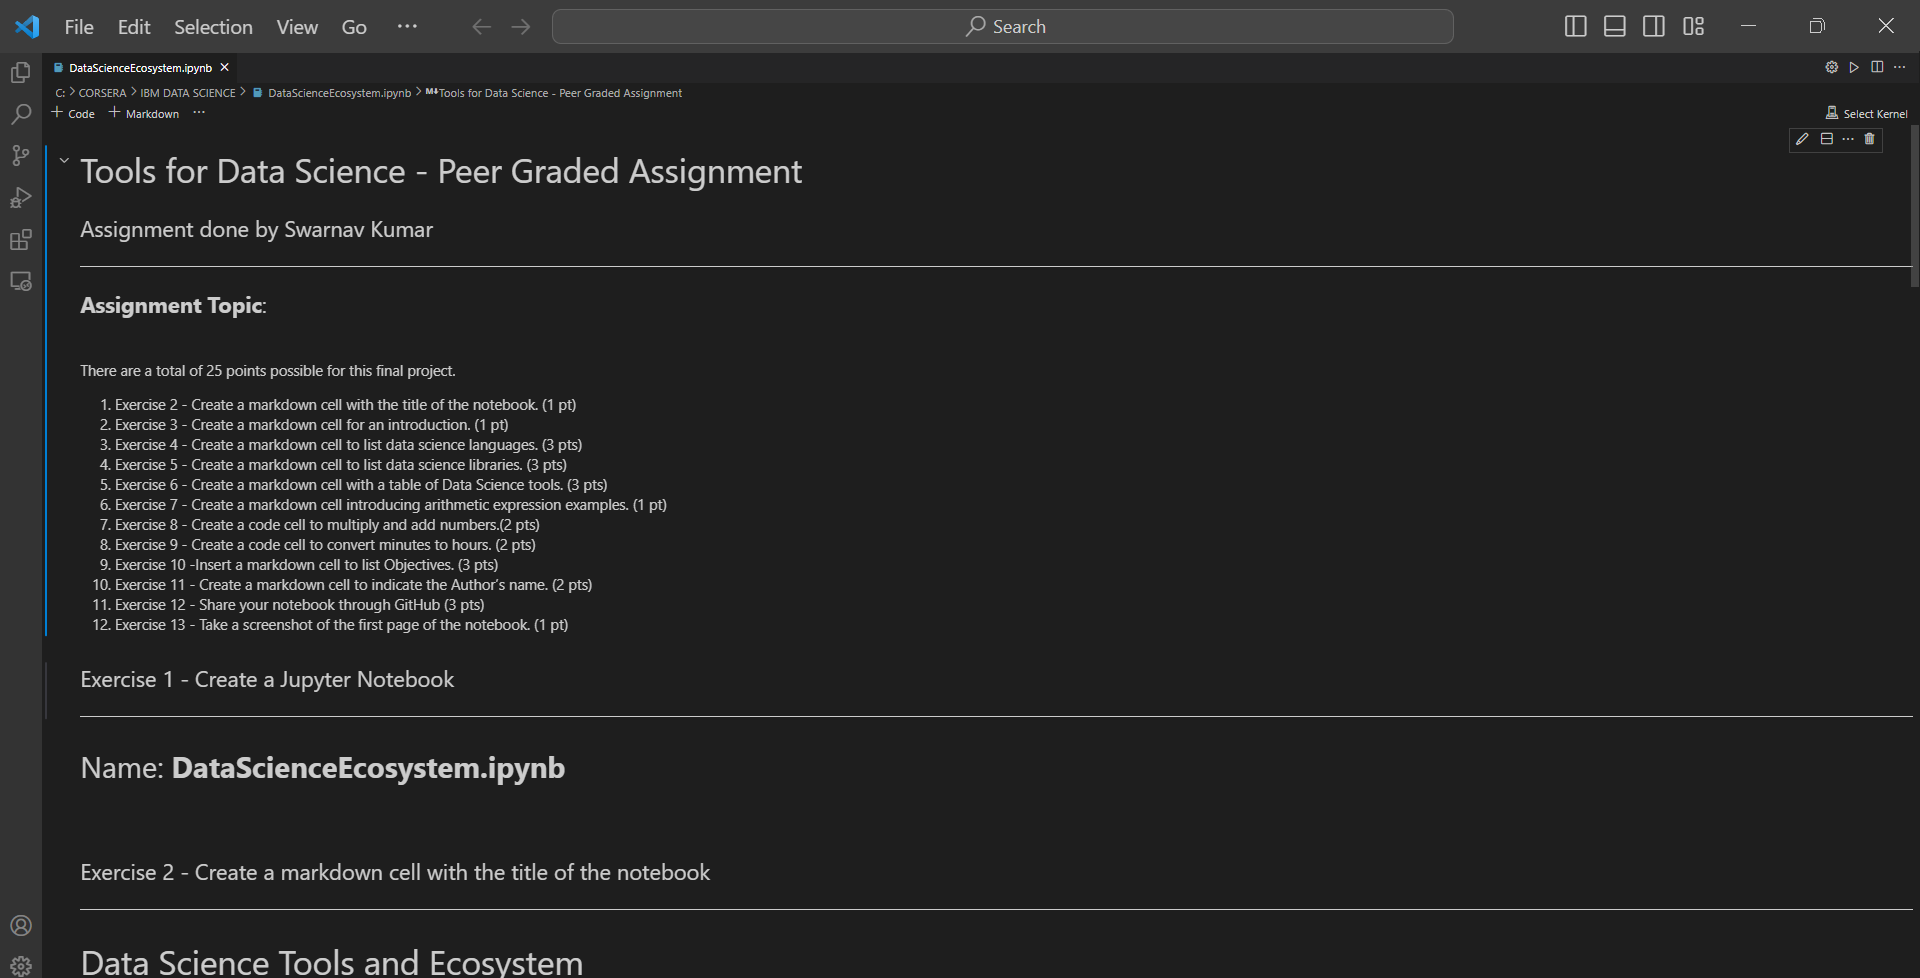 File Edit Selection View Go ··· Search
DataScienceEcosystem.ipynb
C: > CORSERA > IBM DATA SCIENCE > DataScienceEcosystem.ipynb > M↓Tools for Data Science - Peer Graded Assignment
+ Code + Markdown ··· Select Kernel
Tools for Data Science - Peer Graded Assignment
Assignment done by Swarnav Kumar
Assignment Topic:
There are a total of 25 points possible for this final project.
1. Exercise 2 - Create a markdown cell with the title of the notebook. (1 pt)
2. Exercise 3 - Create a markdown cell for an introduction. (1 pt)
3. Exercise 4 - Create a markdown cell to list data science languages. (3 pts)
4. Exercise 5 - Create a markdown cell to list data science libraries. (3 pts)
5. Exercise 6 - Create a markdown cell with a table of Data Science tools. (3 pts)
6. Exercise 7 - Create a markdown cell introducing arithmetic expression examples. (1 pt)
7. Exercise 8 - Create a code cell to multiply and add numbers.(2 pts)
8. Exercise 9 - Create a code cell to convert minutes to hours. (2 pts)
9. Exercise 10 -Insert a markdown cell to list Objectives. (3 pts)
10. Exercise 11 - Create a markdown cell to indicate the Author's name. (2 pts)
11. Exercise 12 - Share your notebook through GitHub (3 pts)
12. Exercise 13 - Take a screenshot of the first page of the notebook. (1 pt)
Exercise 1 - Create a Jupyter Notebook
Name: DataScienceEcosystem.ipynb
Exercise 2 - Create a markdown cell with the title of the notebook
Data Science Tools and Ecosystem